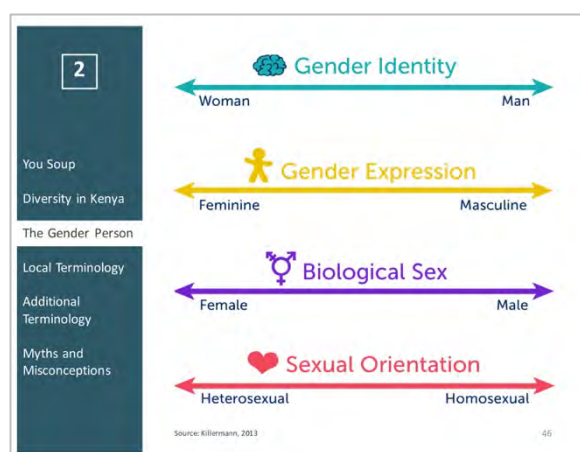 2
You Soup
Diversity in Kenya
The Gender Person
Local Terminology
Additional
Terminology
Myths and
Misconceptions
Gender Identity
Woman Man
Gender Expression
Feminine Masculine
Biological Sex
Female Male
Sexual Orientation
Heterosexual Homosexual
Source: Killermann, 2013 46